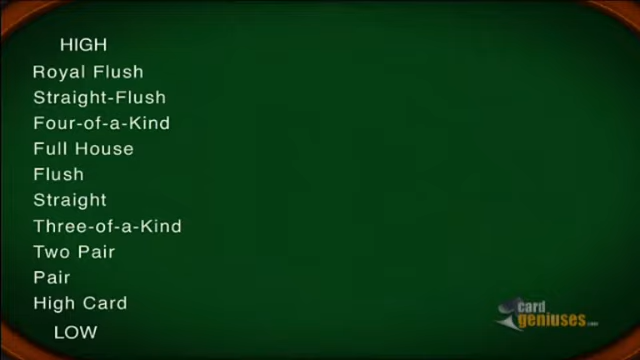 HIGH
Royal Flush
Straight-Flush
Four-of-a-Kind
Full House
Flush
Straight
Three-of-a-Kind
Two Pair
Pair
High Card
LOW
card
geniuses.com